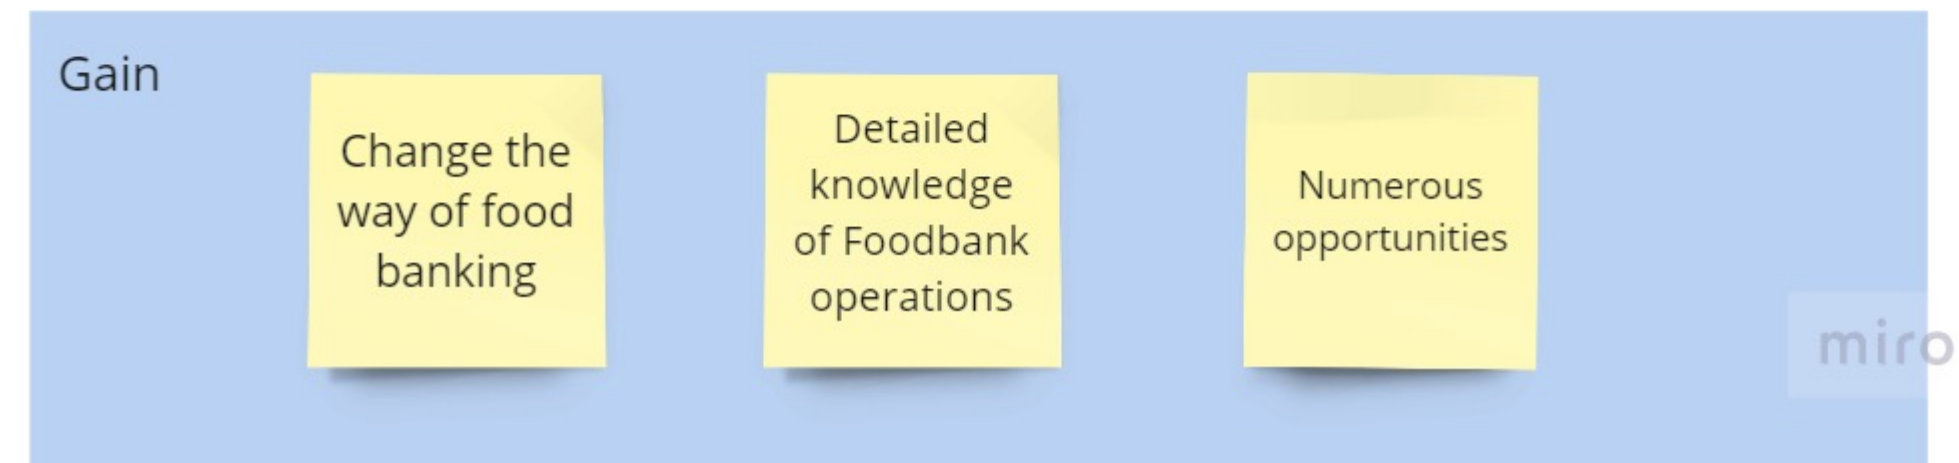 Gain
Change the
way of food
banking
Detailed
knowledge
of Foodbank
operations
Numerous
opportunities
miro